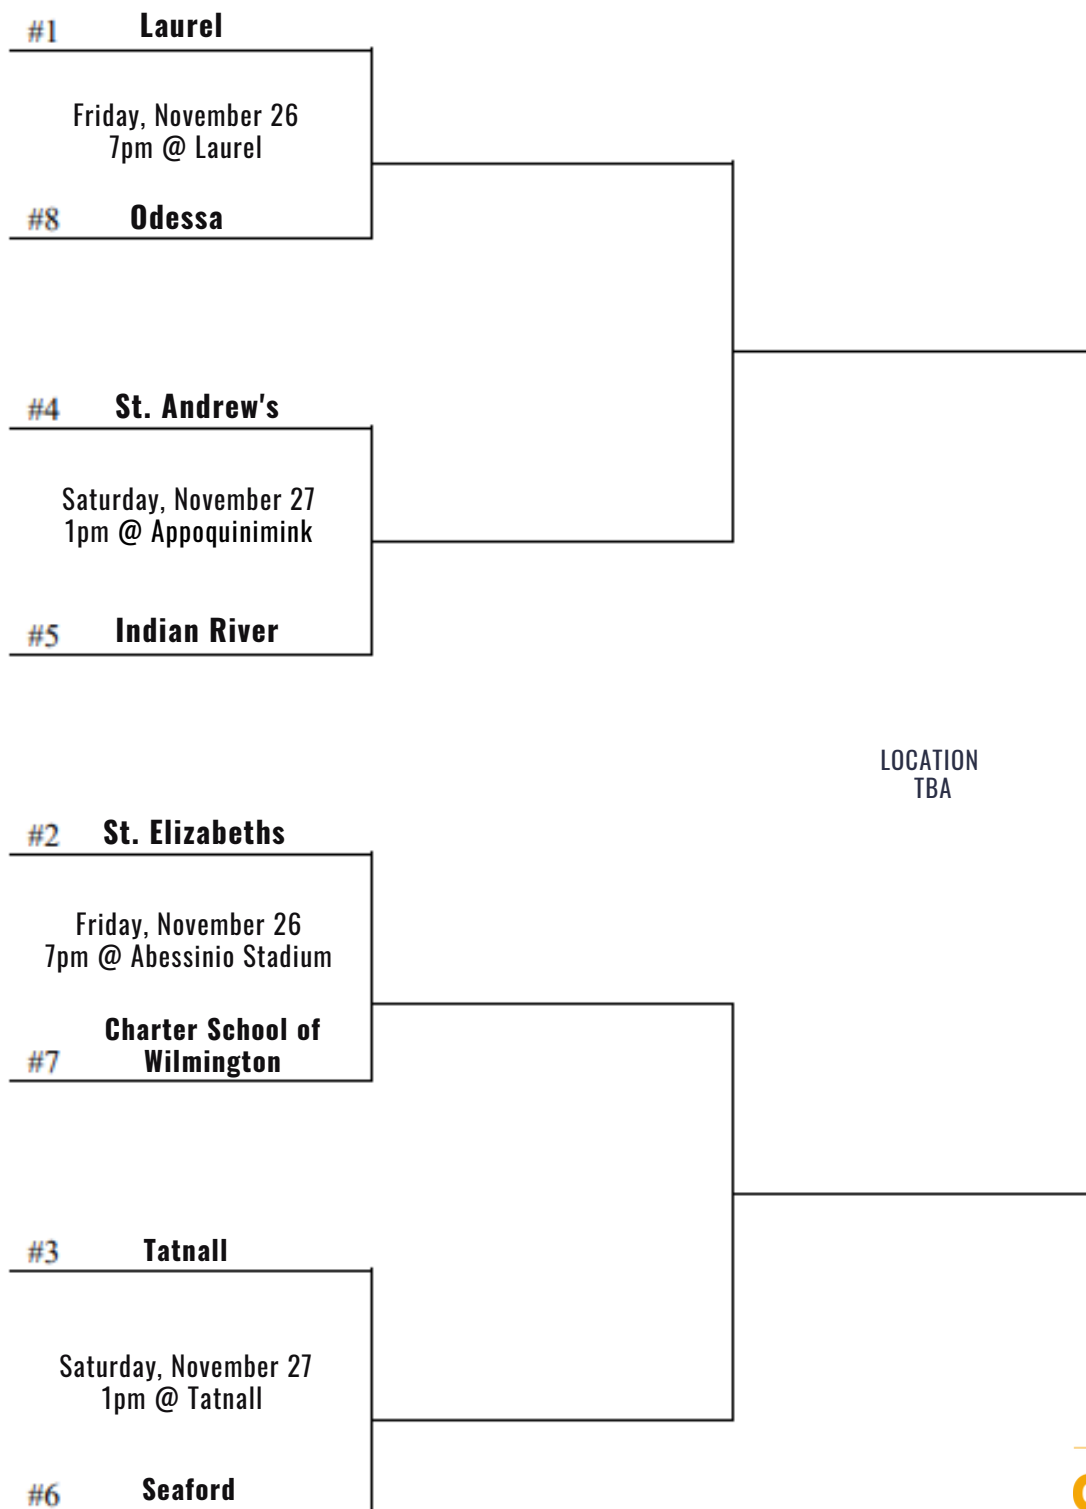 #1 Laurel
Friday, November 26
7pm @ Laurel
#8 Odessa
#4 St. Andrew's
Saturday, November 27
1pm @ Appoquinimink
#5 Indian River
LOCATION
TBA
#2 St. Elizabeths
Friday, November 26
7pm @ Abessinio Stadium
Charter School of
#7 Wilmington
#3 Tatnall
Saturday, November 27
1pm @ Tatnall
#6 Seaford